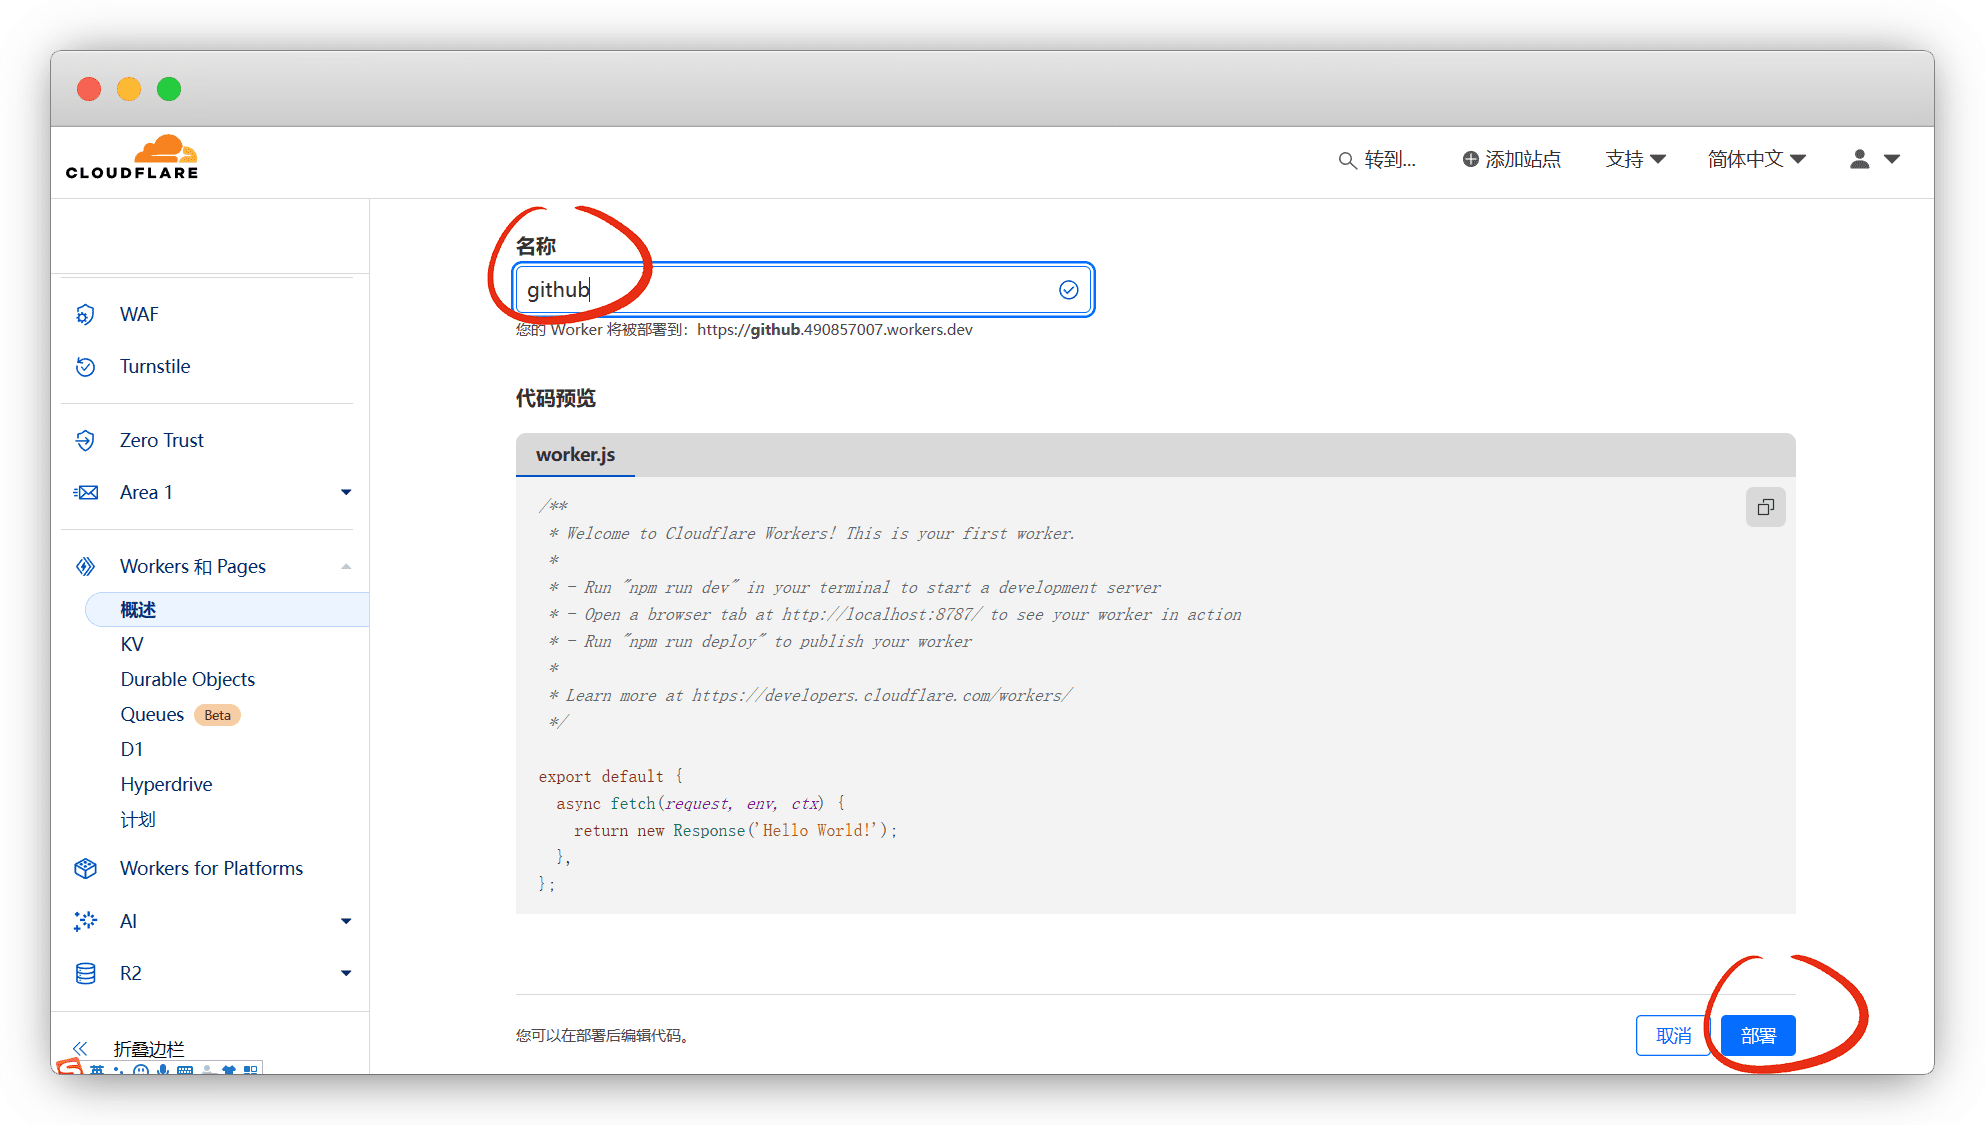 CLOUDFLARE
转到...
添加站点
支持
简体中文
WAF
Turnstile
Zero Trust
Area 1
Workers 和 Pages
概述
KV
Durable Objects
Queues Beta
D1
Hyperdrive
计划
Workers for Platforms
AI
R2
折叠边栏
英
名称
github
您的 Worker 将被部署到：https://github.490857007.workers.dev
代码预览
worker.js
/**
* Welcome to Cloudflare Workers! This is your first worker.
*
* - Run "npm run dev" in your terminal to start a development server
* - Open a browser tab at http://localhost:8787/ to see your worker in action
* - Run "npm run deploy" to publish your worker
*
* Learn more at https://developers.cloudflare.com/workers/
*/
export default {
async fetch(request, env, ctx) {
return new Response('Hello World!');
},
};
您可以在部署后编辑代码。
取消
部署